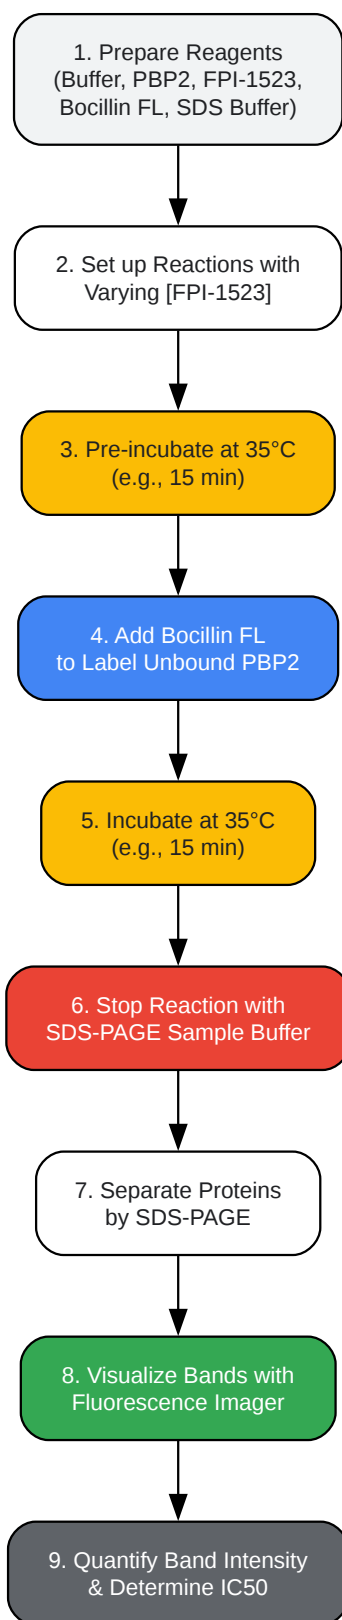 1. Prepare Reagents
(Buffer, PBP2, FPI-1523,
Bocillin FL, SDS Buffer)
2. Set up Reactions with
Varying [FPI-1523]
3. Pre-incubate at 35°C
(e.g., 15 min)
4. Add Bocillin FL
to Label Unbound PBP2
5. Incubate at 35°C
(e.g., 15 min)
6. Stop Reaction with
SDS-PAGE Sample Buffer
7. Separate Proteins
by SDS-PAGE
8. Visualize Bands with
Fluorescence Imager
9. Quantify Band Intensity
& Determine IC50